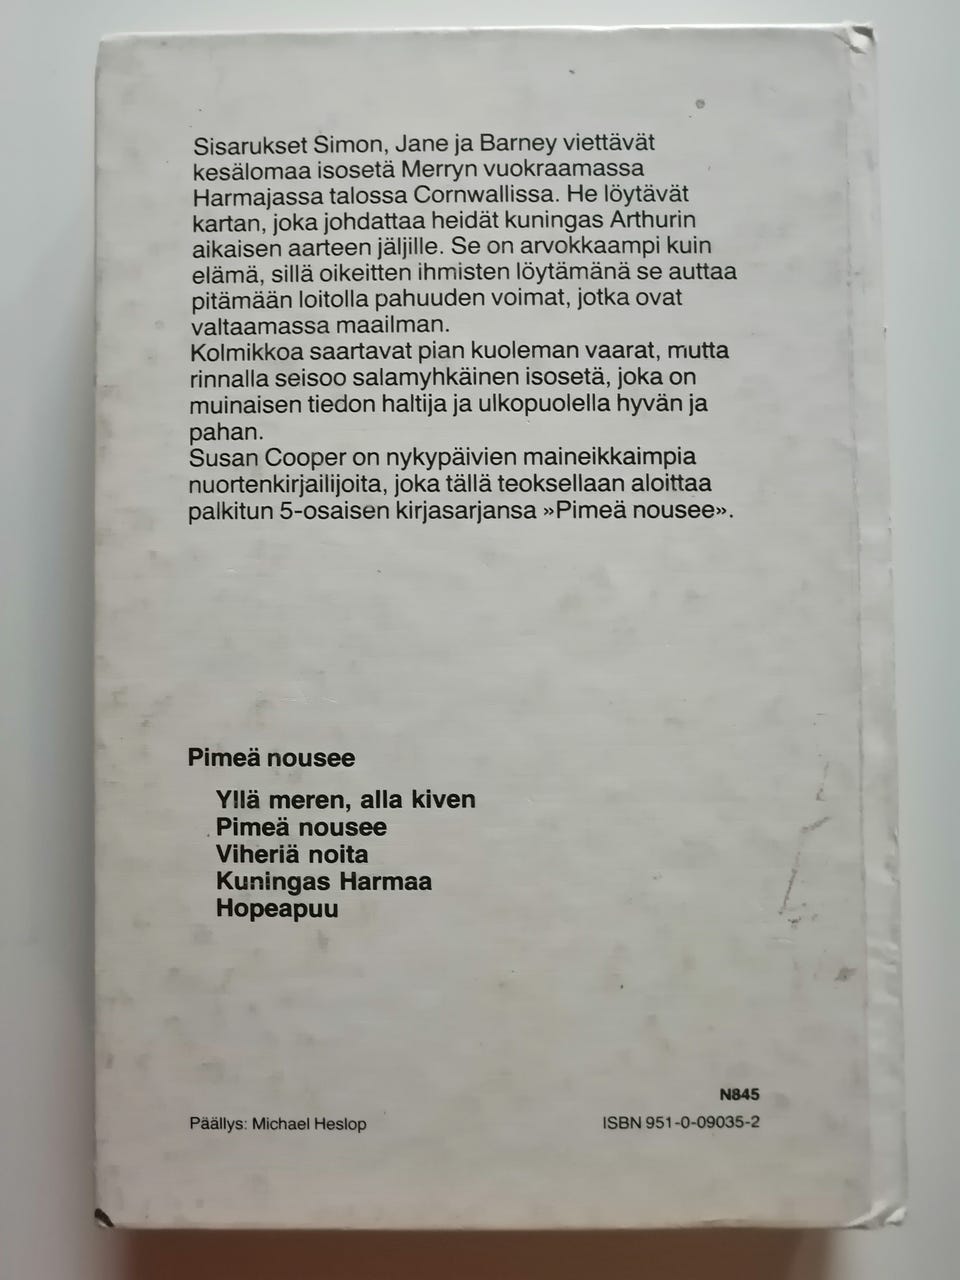 Sisarukset Simon, Jane ja Barney viettävät
kesälomaa isosetä Merryn vuokraamassa
Harmajassa talossa Cornwallissa. He löytävät
kartan, joka johdattaa heidät kuningas Arthurin
aikaisen aarteen jäljille. Se on arvokkaampi kuin
elämä, sillä oikeitten ihmisten löytämänä se auttaa
pitämään loitolla pahuuden voimat, jotka ovat
valtaamassa maailman.
Kolmikkoa saartavat pian kuoleman vaarat, mutta
rinnalla seisoo salamyhkäinen isosetä, joka on
muinaisen tiedon haltija ja ulkopuolella hyvän ja
pahan.
Susan Cooper on nykypäivien maineikkaimpia
nuortenkirjailijoita, joka tällä teoksellaan aloittaa
palkitun 5-osaisen kirjasarjansa »Pimeä nousee».
Pimeä nousee
Yllä meren, alla kiven
Pimeä nousee
Viheriä noita
Kuningas Harmaa
Hopeapuu
N845
Päällys: Michael Heslop
ISBN 951-0-09035-2